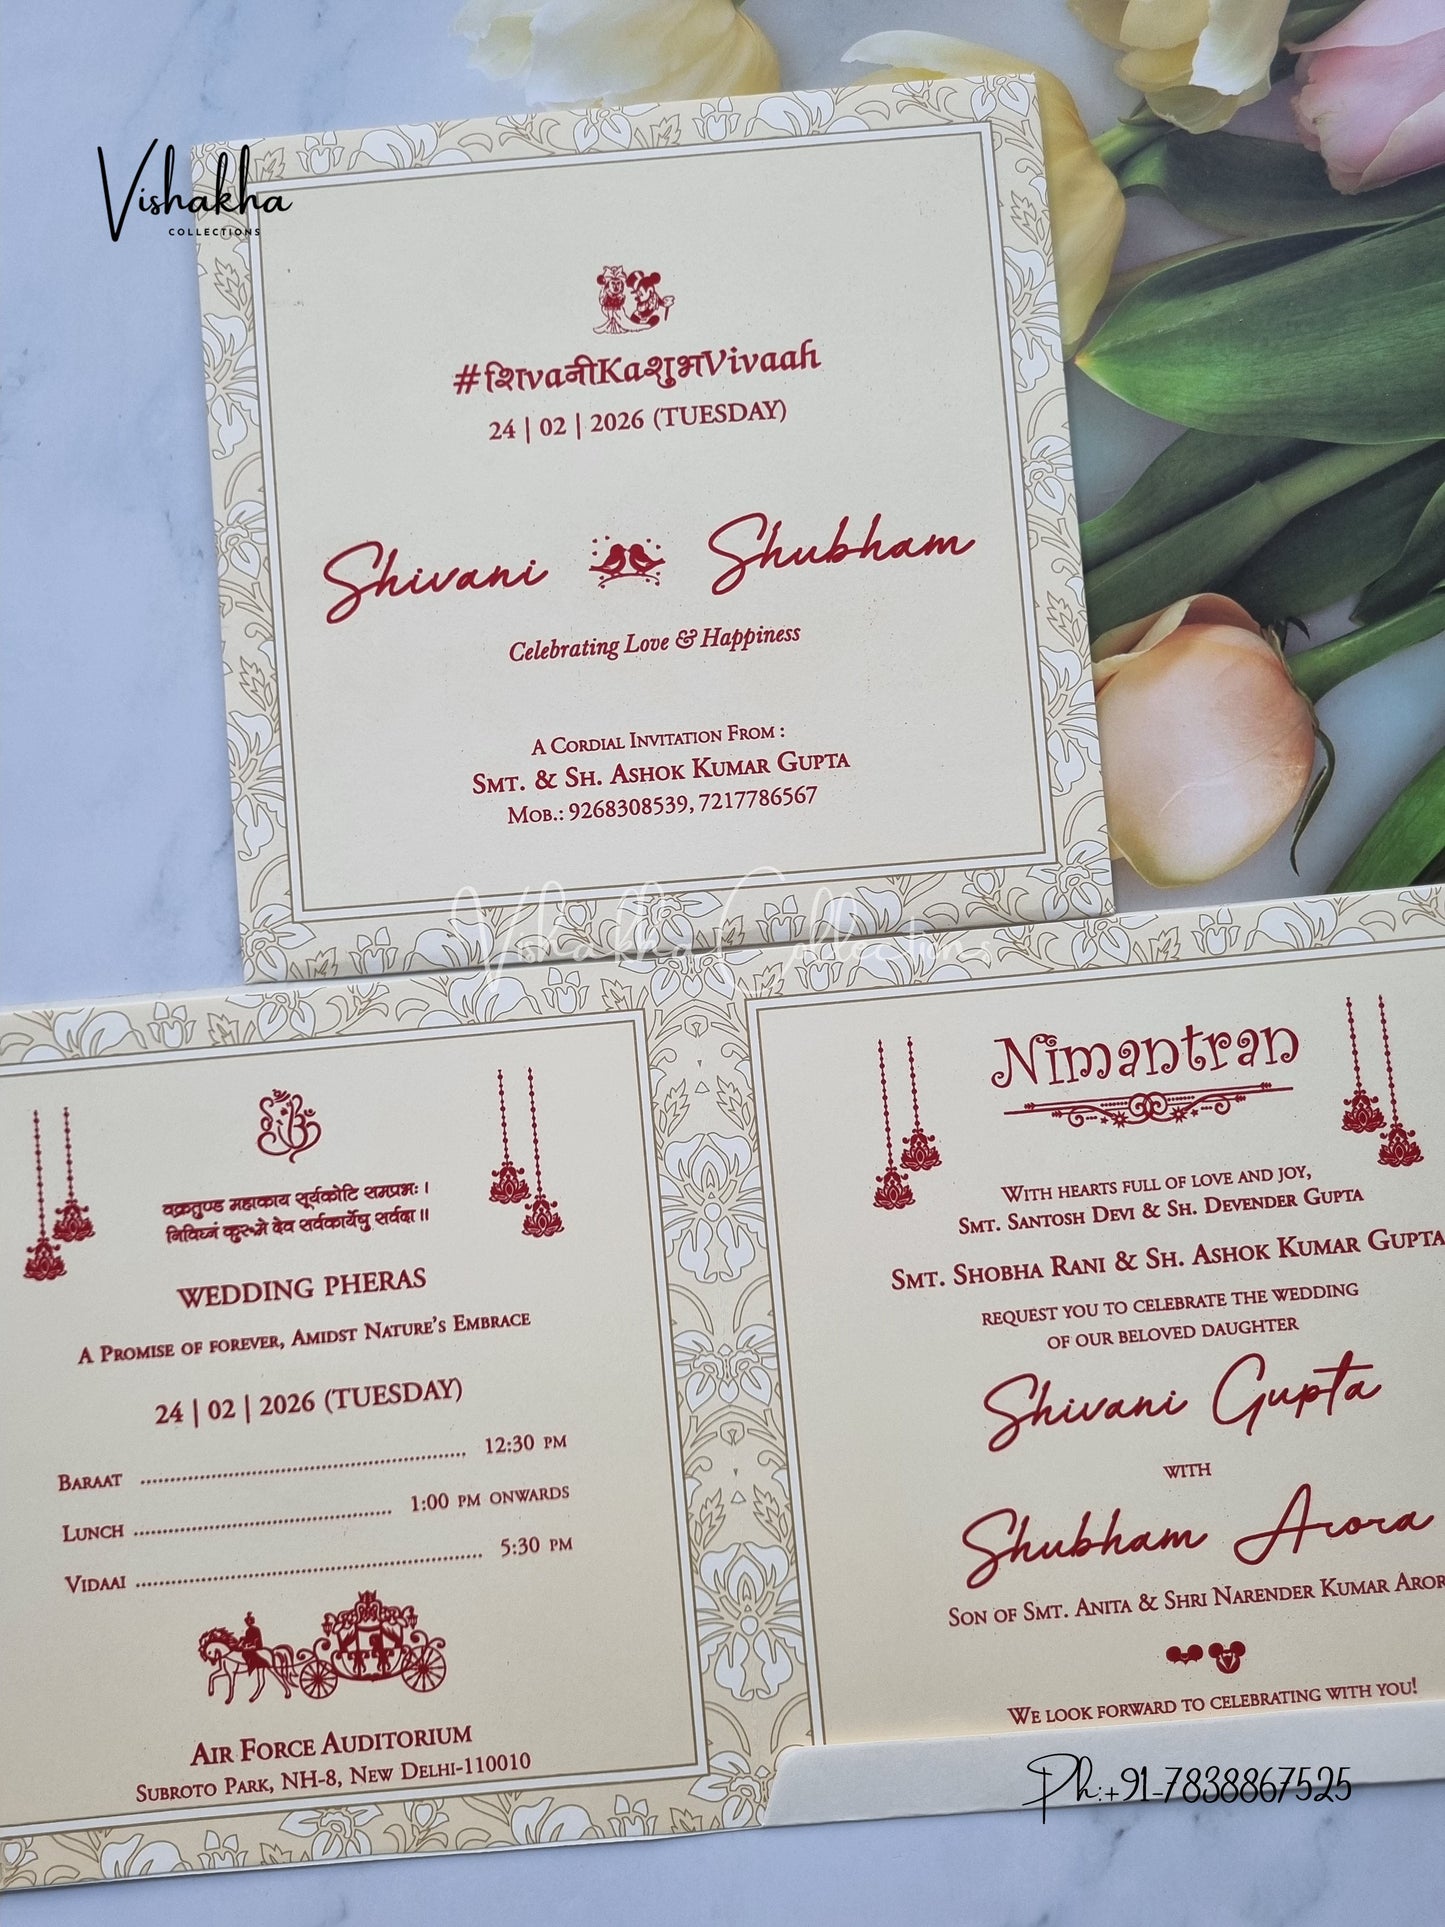 Vishakha
COLLECTIONS
#शिvaनीKaशुभVivaah
24 | 02 | 2026 (TUESDAY)
Shivani Shubham
Celebrating Love & Happiness
A Cordial Invitation From :
Smt. & Sh. Ashok Kumar Gupta
Mob.: 9268308539, 7217786567
Vishakha Collections
वक्रतुण्ड महाकाय सूर्यकोटि समप्रभः।
निविघ्नं कुरूमे देव सर्वकार्येषु सर्वदा॥
WEDDING PHERAS
A Promise of forever, Amidst Nature's Embrace
24 | 02 | 2026 (TUESDAY)
Baraat ........................................ 12:30 pm
Lunch ........................................ 1:00 pm onwards
Vidaai ........................................ 5:30 pm
Air Force Auditorium
Subroto Park, NH-8, New Delhi-110010
Nimantran
With hearts full of love and joy,
Smt. Santosh Devi & Sh. Devender Gupta
Smt. Shobha Rani & Sh. Ashok Kumar Gupta
request you to celebrate the wedding
of our beloved daughter
Shivani Gupta
with
Shubham Arora
Son of Smt. Anita & Shri Narender Kumar Aror
We look forward to celebrating with you!
Ph:+91-7838867525